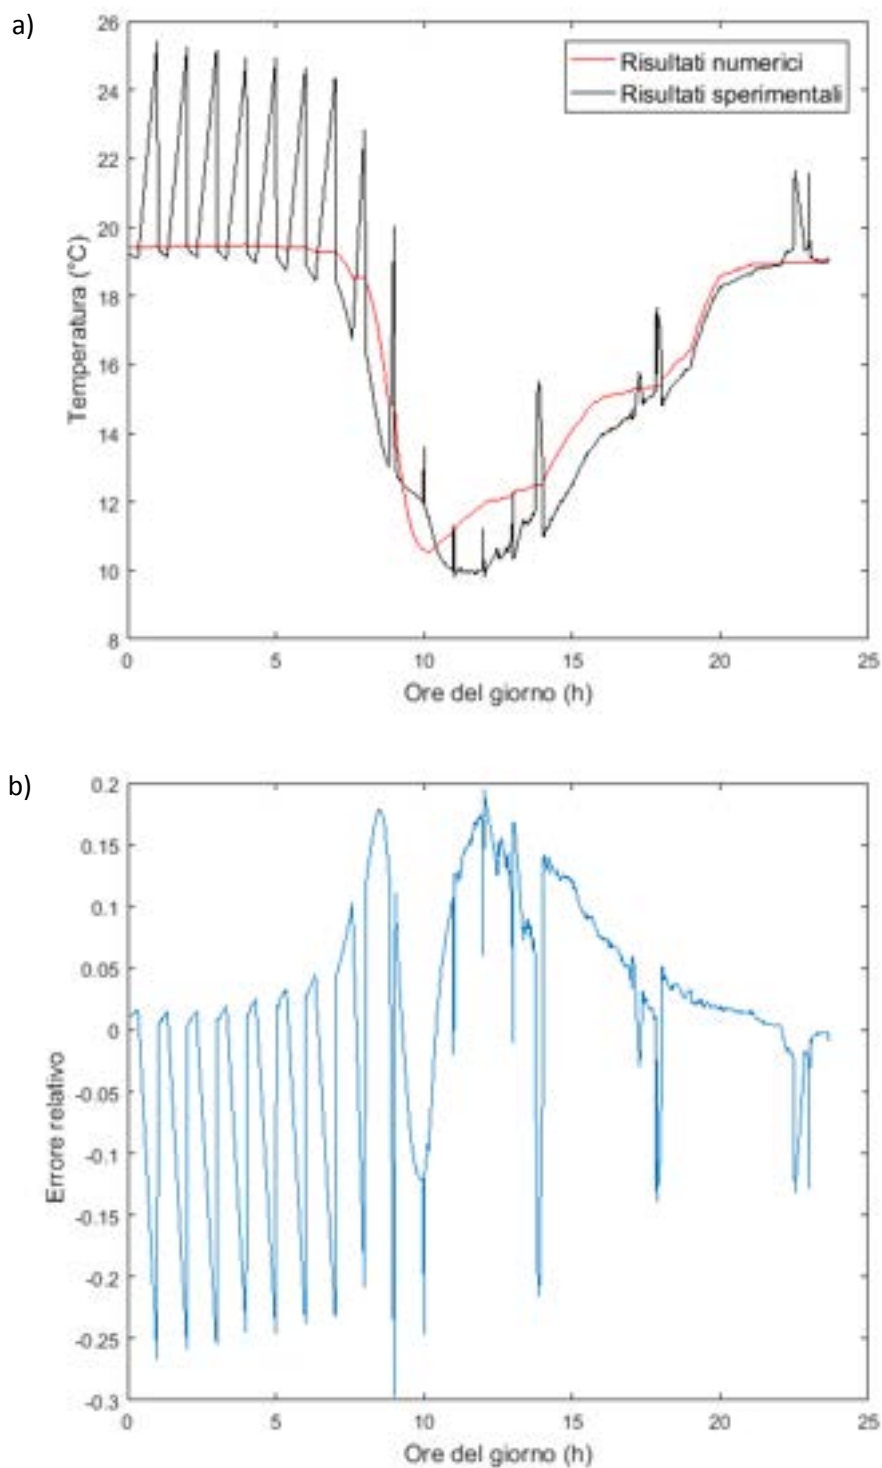 a)
26
24
22
20
18
16
14
12
10
8
Temperatura (°C)
Risultati numerici
Risultati sperimentali
0 5 10 15 20 25
Ore del giorno (h)
b)
0.2
0.15
0.1
0.05
0
-0.05
-0.1
-0.15
-0.2
-0.25
-0.3
Errore relativo
0 5 10 15 20 25
Ore del giorno (h)